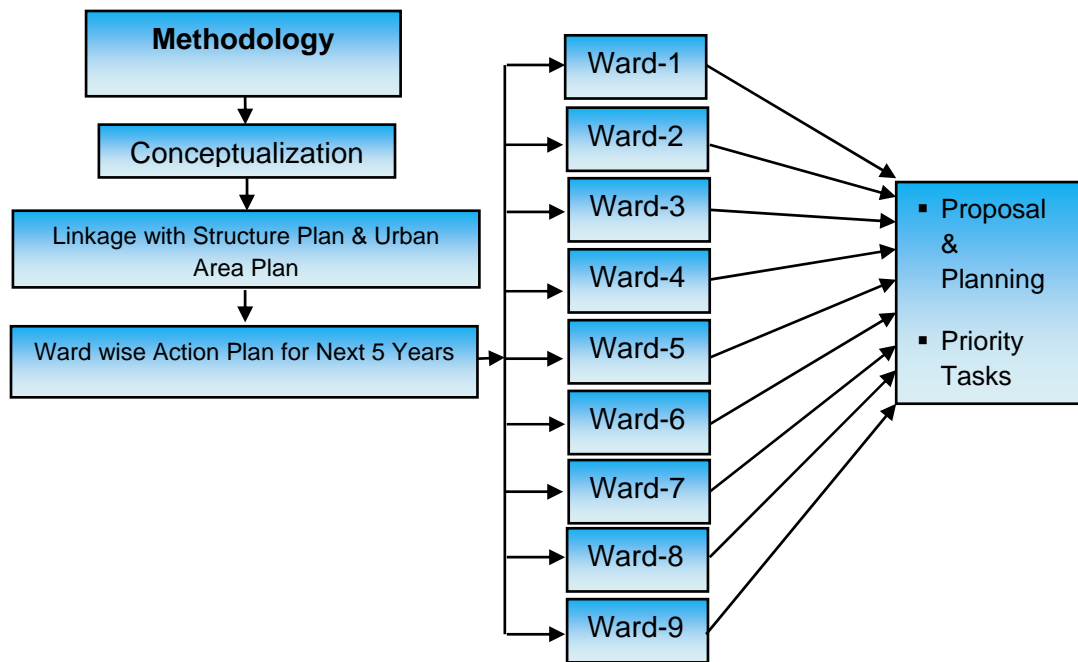 Methodology
Conceptualization
Linkage with Structure Plan & Urban
Area Plan
Ward wise Action Plan for Next 5 Years
Ward-1
Ward-2
Ward-3
Ward-4
Ward-5
Ward-6
Ward-7
Ward-8
Ward-9
▪ Proposal
&
Planning
▪ Priority
Tasks